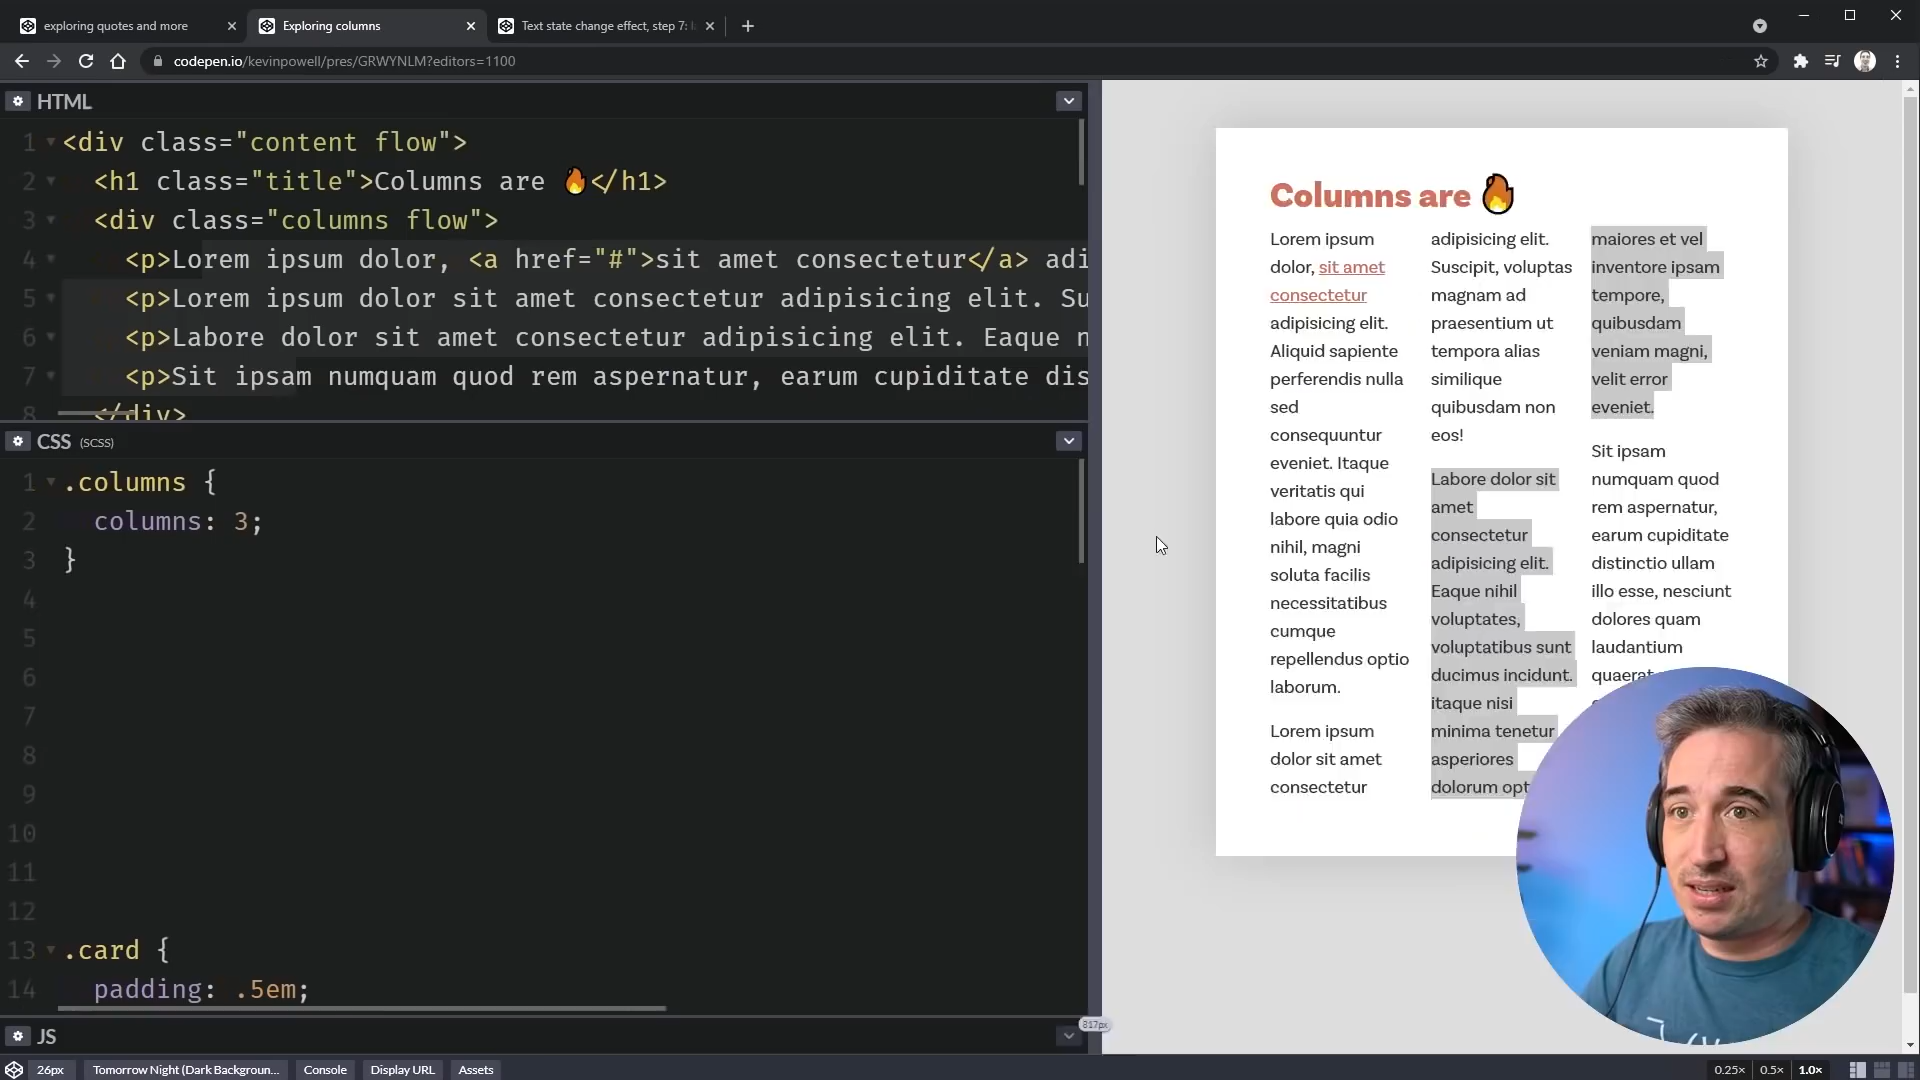 exploring quotes and more
Exploring columns
Text state change effect, step 7:
codepen.io/kevinpowell/pres/GRWYNLM?editors=1100
HTML
1 <div class="content flow">
2 <h1 class="title">Columns are 🔥</h1>
3 <div class="columns flow">
4 <p>Lorem ipsum dolor, <a href="#">sit amet consectetur</a> adi
5 <p>Lorem ipsum dolor sit amet consectetur adipisicing elit. Su
6 <p>Labore dolor sit amet consectetur adipisicing elit. Eaque n
7 <p>Sit ipsam numquam quod rem aspernatur, earum cupiditate dis
8 </div>
CSS (SCSS)
1 .columns {
2 columns: 3;
3 }
4
5
6
7
8
9
10
11
12
13 .card {
14 padding: .5em;
JS
26px
Tomorrow Night (Dark Backgroun...
Console
Display URL
Assets
Columns are 🔥
Lorem ipsum
dolor, sit amet
consectetur
adipisicing elit.
Aliquid sapiente
perferendis nulla
sed
consequuntur
eveniet. Itaque
veritatis qui
labore quia odio
nihil, magni
soluta facilis
necessitatibus
cumque
repellendus optio
laborum.
Lorem ipsum
dolor sit amet
consectetur
adipisicing elit.
Suscipit, voluptas
magnam ad
praesentium ut
tempora alias
similique
quibusdam non
eos!
Labore dolor sit
amet
consectetur
adipisicing elit.
Eaque nihil
voluptates,
voluptatibus sunt
ducimus incidunt.
itaque nisi
minima tenetur
asperiores
dolorum opt
maiores et vel
inventore ipsam
tempore,
quibusdam
veniam magni,
velit error
eveniet.
Sit ipsam
numquam quod
rem aspernatur,
earum cupiditate
distinctio ullam
illo esse, nesciunt
dolores quam
laudantium
quaerat
817px
0.25×
0.5×
1.0×